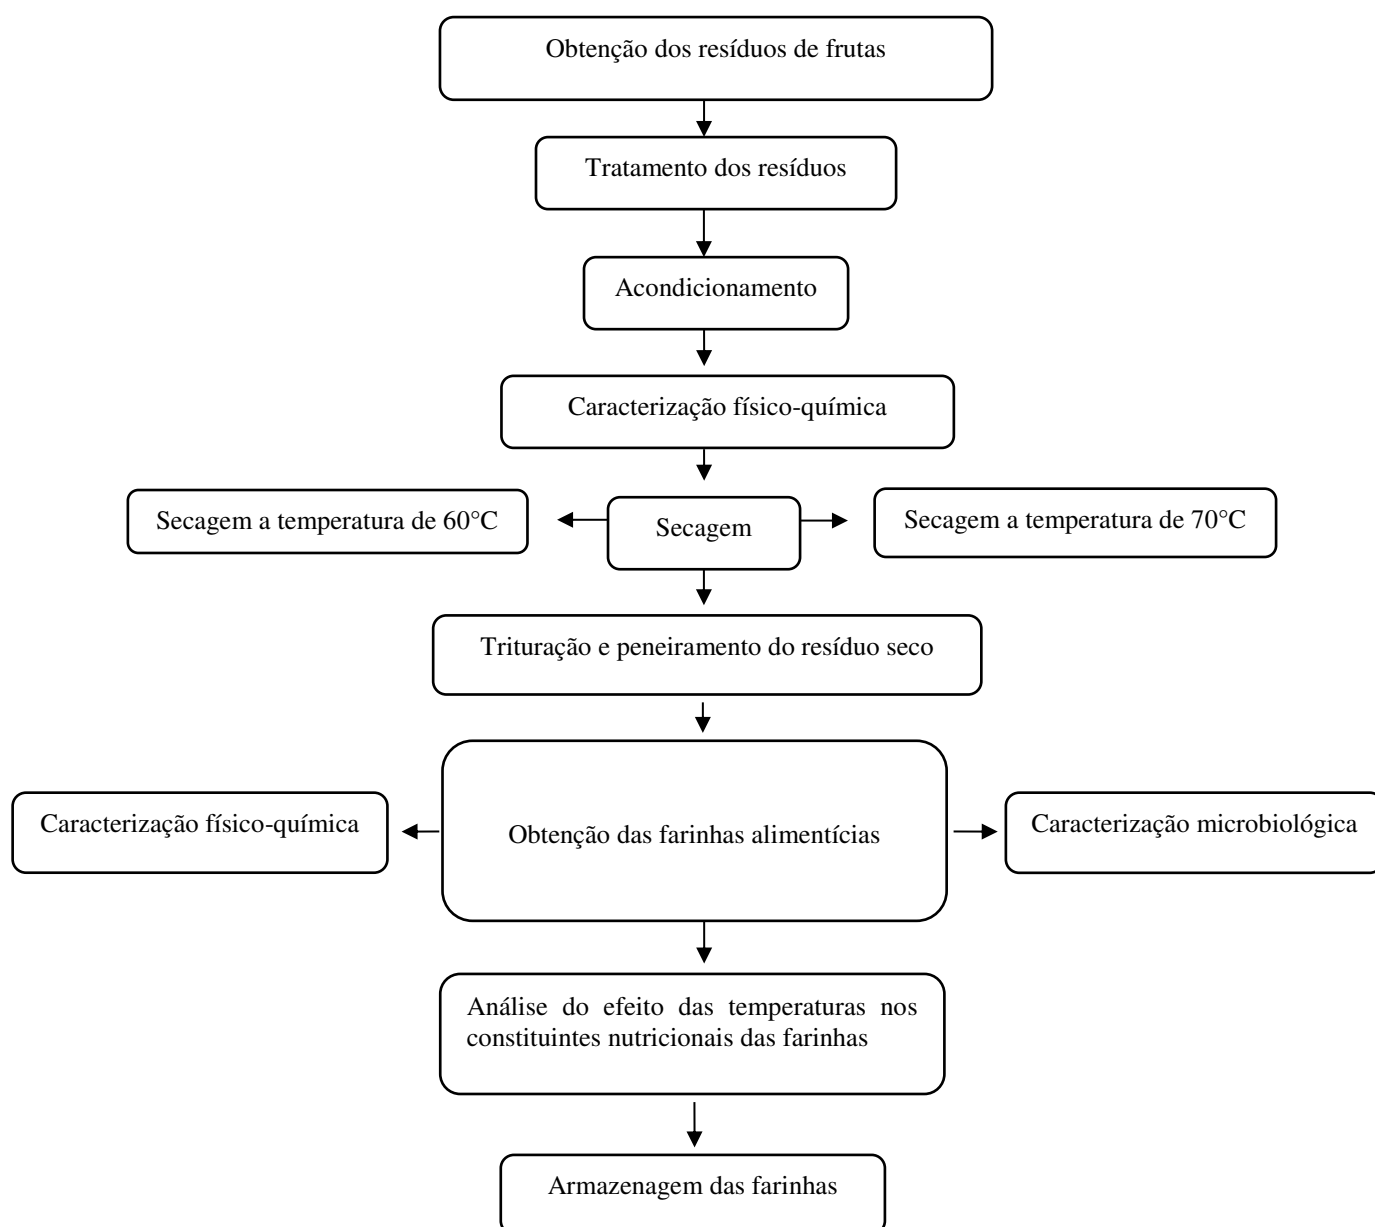 Obtenção dos resíduos de frutas
Tratamento dos resíduos
Acondicionamento
Caracterização físico-química
Secagem a temperatura de 60°C
Secagem
Secagem a temperatura de 70°C
Trituração e peneiramento do resíduo seco
Caracterização físico-química
Obtenção das farinhas alimentícias
Caracterização microbiológica
Análise do efeito das temperaturas nos
constituintes nutricionais das farinhas
Armazenagem das farinhas